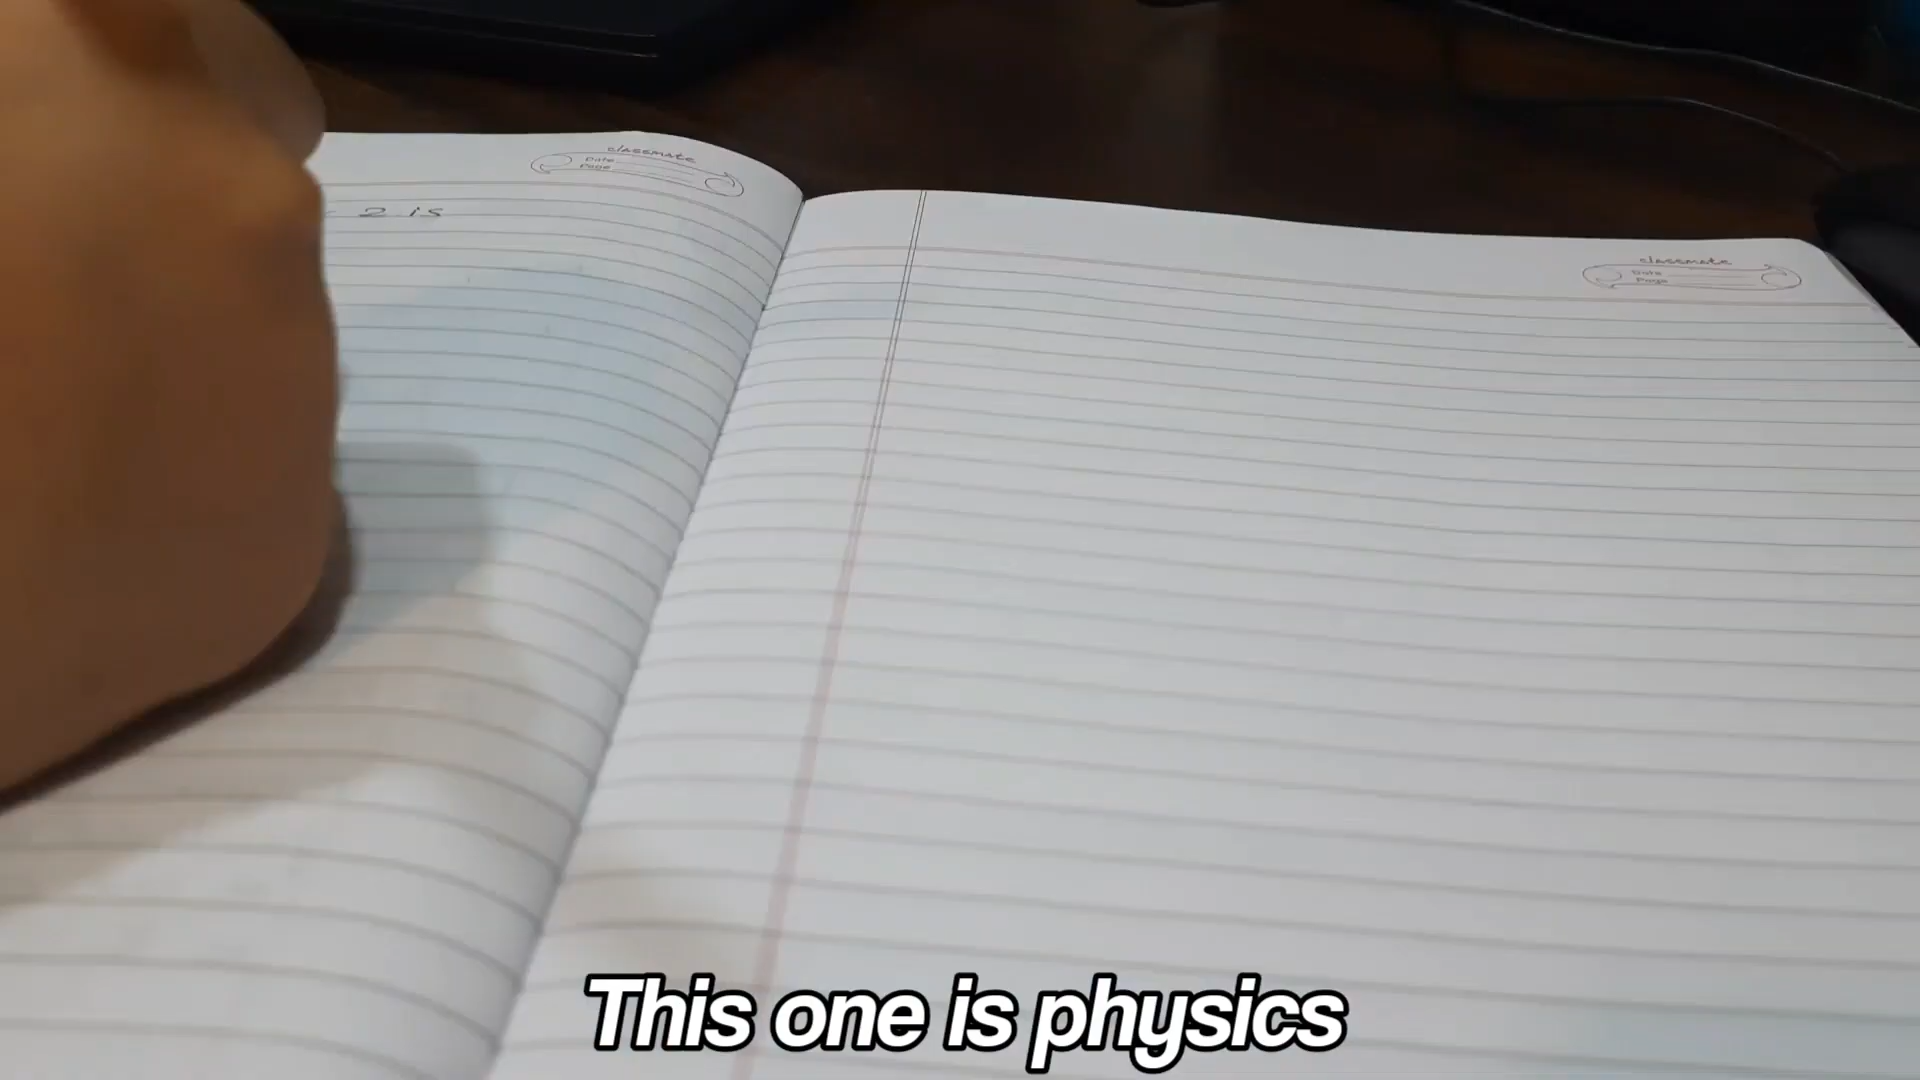 classmate
Date
Page
2 is
classmate
Date
Page
This one is physics